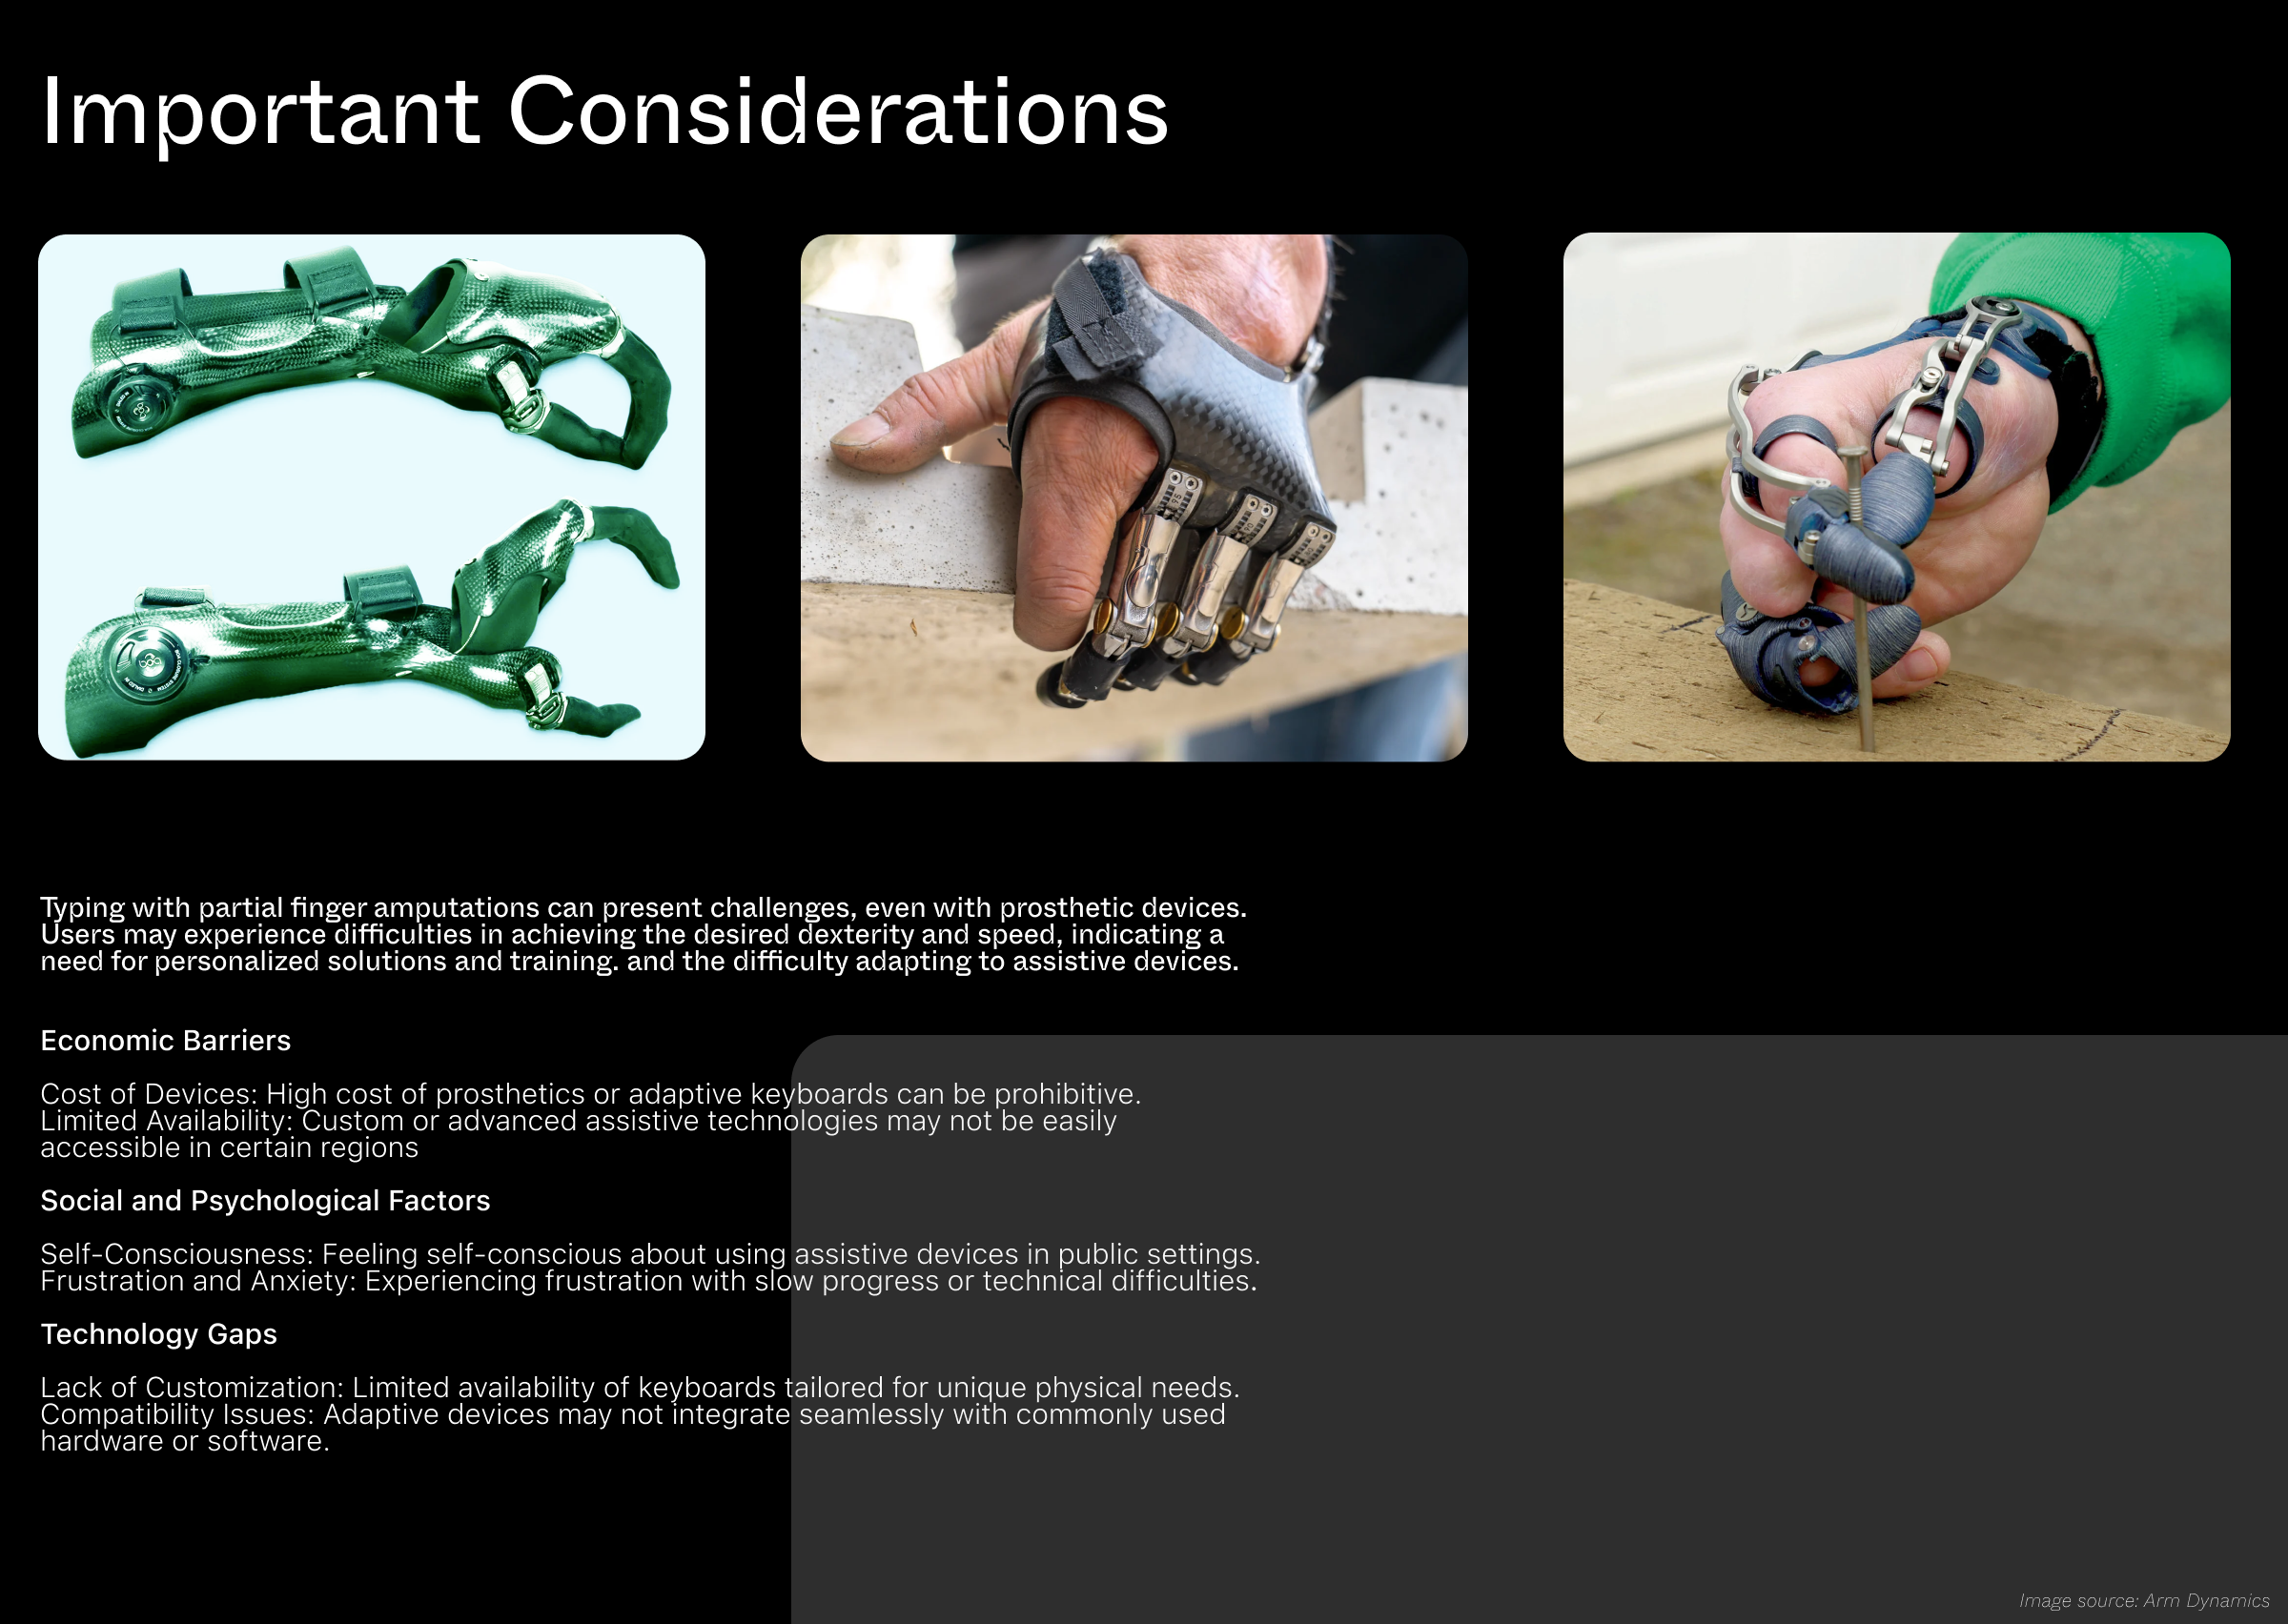 Important Considerations
Typing with partial finger amputations can present challenges, even with prosthetic devices.
Users may experience difficulties in achieving the desired dexterity and speed, indicating a
need for personalized solutions and training. and the difficulty adapting to assistive devices.
Economic Barriers
Cost of Devices: High cost of prosthetics or adaptive keyboards can be prohibitive.
Limited Availability: Custom or advanced assistive technologies may not be easily
accessible in certain regions
Social and Psychological Factors
Self-Consciousness: Feeling self-conscious about using assistive devices in public settings.
Frustration and Anxiety: Experiencing frustration with slow progress or technical difficulties.
Technology Gaps
Lack of Customization: Limited availability of keyboards tailored for unique physical needs.
Compatibility Issues: Adaptive devices may not integrate seamlessly with commonly used
hardware or software.
Image source: Arm Dynamics